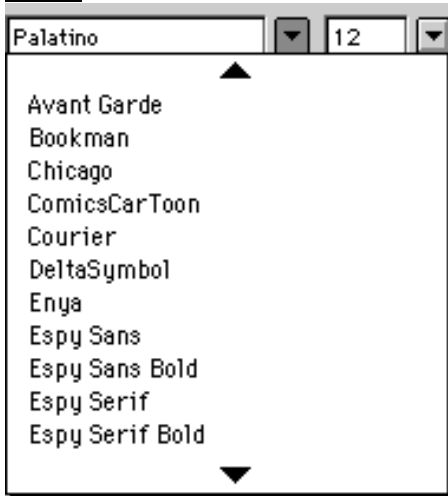 Palatino 12
Avant Garde
Bookman
Chicago
ComicsCarToon
Courier
DeltaSymbol
Enya
Espy Sans
Espy Sans Bold
Espy Serif
Espy Serif Bold